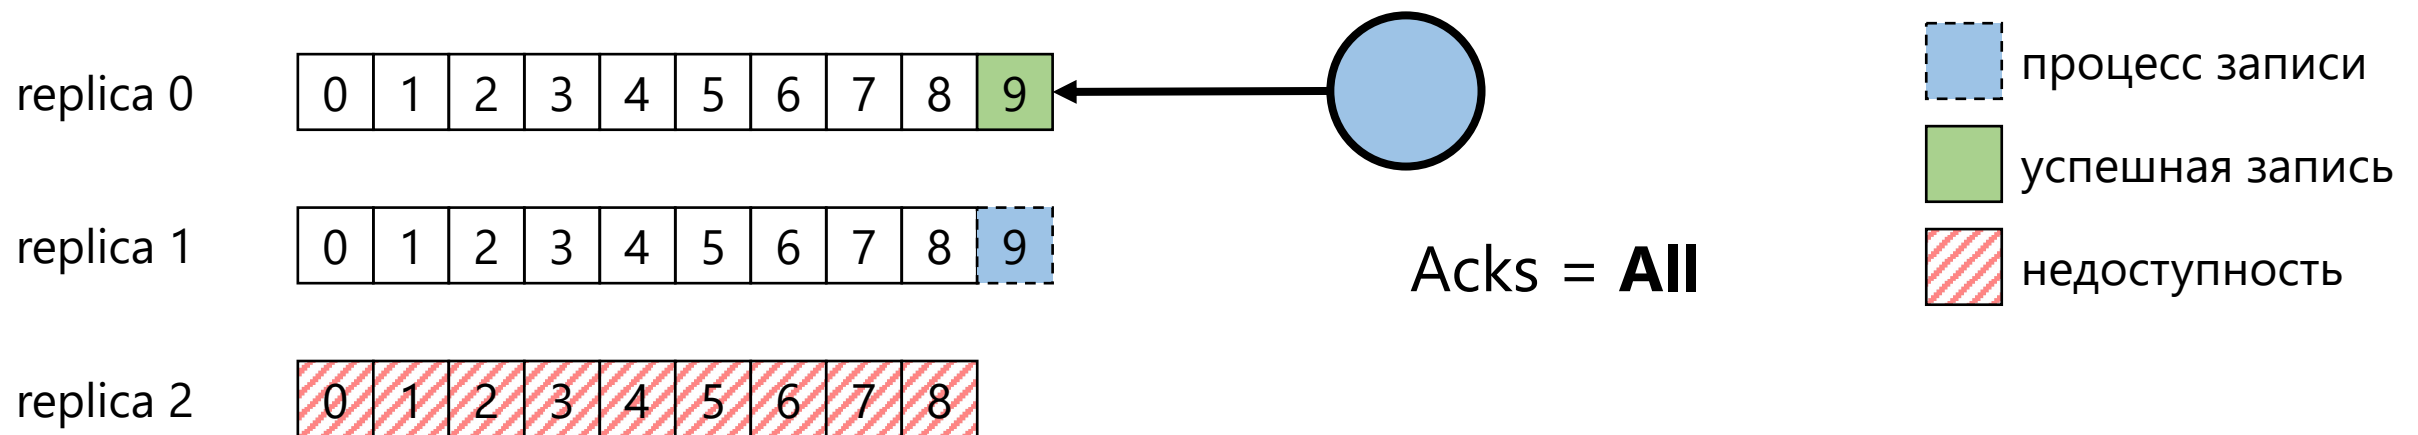 replica 0 0 1 2 3 4 5 6 7 8 9
процесс записи
успешная запись
replica 1 0 1 2 3 4 5 6 7 8 9
Acks = All
недоступность
replica 2 0 1 2 3 4 5 6 7 8